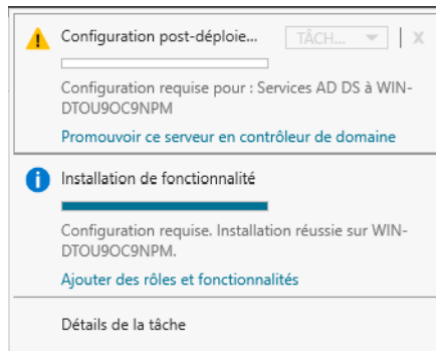 Configuration post-déploie...
TÂCH...
X
Configuration requise pour : Services AD DS à WIN-
DTOU9OC9NPM
Promouvoir ce serveur en contrôleur de domaine
Installation de fonctionnalité
Configuration requise. Installation réussie sur WIN-
DTOU9OC9NPM.
Ajouter des rôles et fonctionnalités
Détails de la tâche